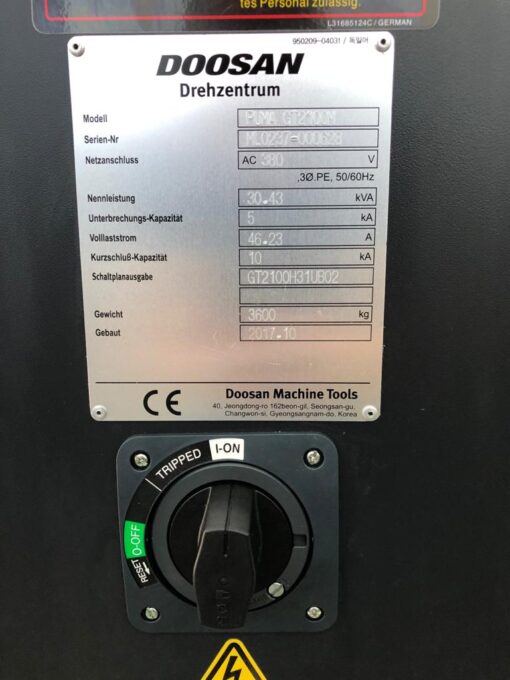 tes Personal zulässig.
L31685124C / GERMAN
950209-04031 / 독일어
DOOSAN
Drehzentrum
Modell PUMA GT2100M
Serien-Nr ML0237-000628
Netzanschluss AC 380 V
,3Ø.PE, 50/60Hz
Nennleistung 30.43 kVA
Unterbrechungs-Kapazität 5 kA
Volllaststrom 46.23 A
Kurzschluß-Kapazität 10 kA
Schaltplanausgabe GT2100H31UB02
Gewicht 3600 kg
Gebaut 2017.10
CE
Doosan Machine Tools
40, Jeongdong-ro 162beon-gil, Seongsan-gu,
Changwon-si, Gyeongsangnam-do, Korea
I-ON
TRIPPED
O-OFF
RESET